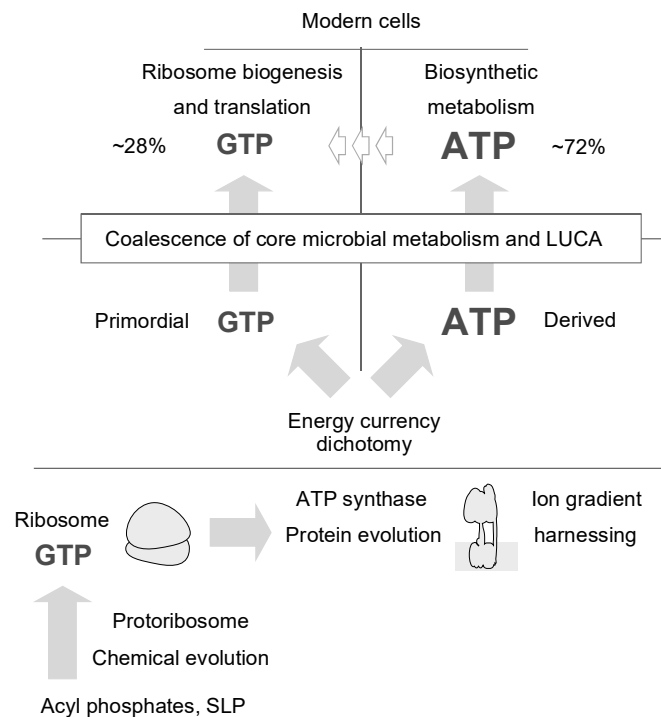 Modern cells
Ribosome biogenesis
and translation
Biosynthetic
metabolism
~28%
GTP
ATP
~72%
Coalescence of core microbial metabolism and LUCA
Primordial
GTP
ATP
Derived
Energy currency
dichotomy
Ribosome
GTP
ATP synthase
Protein evolution
Ion gradient
harnessing
Protoribosome
Chemical evolution
Acyl phosphates, SLP